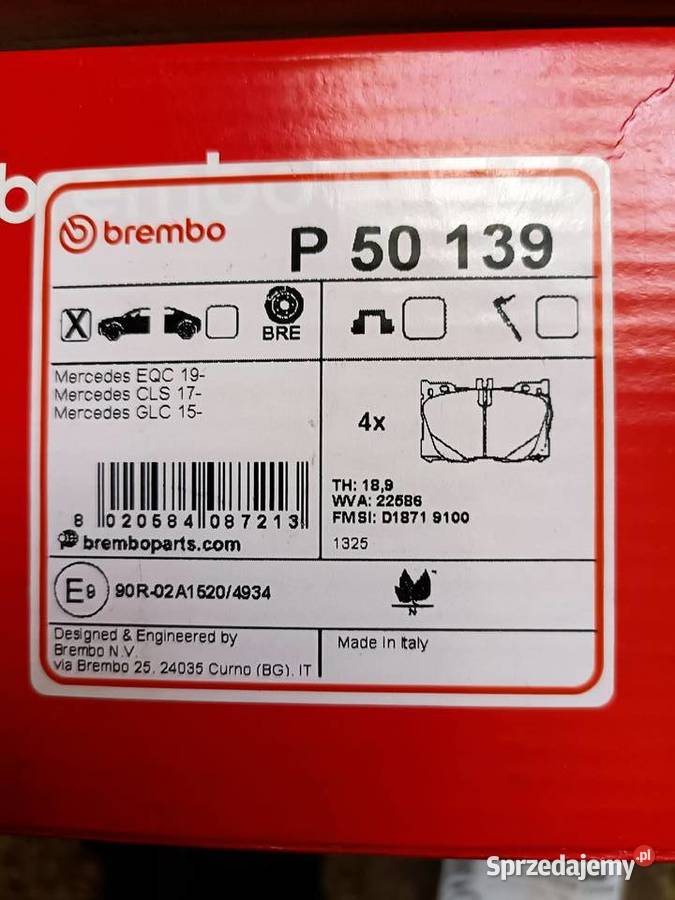 brembo
P 50 139
X
BRE
Mercedes EQC 19-
Mercedes CLS 17-
Mercedes GLC 15-
4x
TH: 18,9
WVA: 22586
FMSI: D1871 9100
1325
8 020584 087213
bremboparts.com
E9
90R-02A1520/4934
N
Designed & Engineered by
Brembo N.V.
via Brembo 25, 24035 Curno (BG), IT
Made in Italy
Sprzedajemy.pl